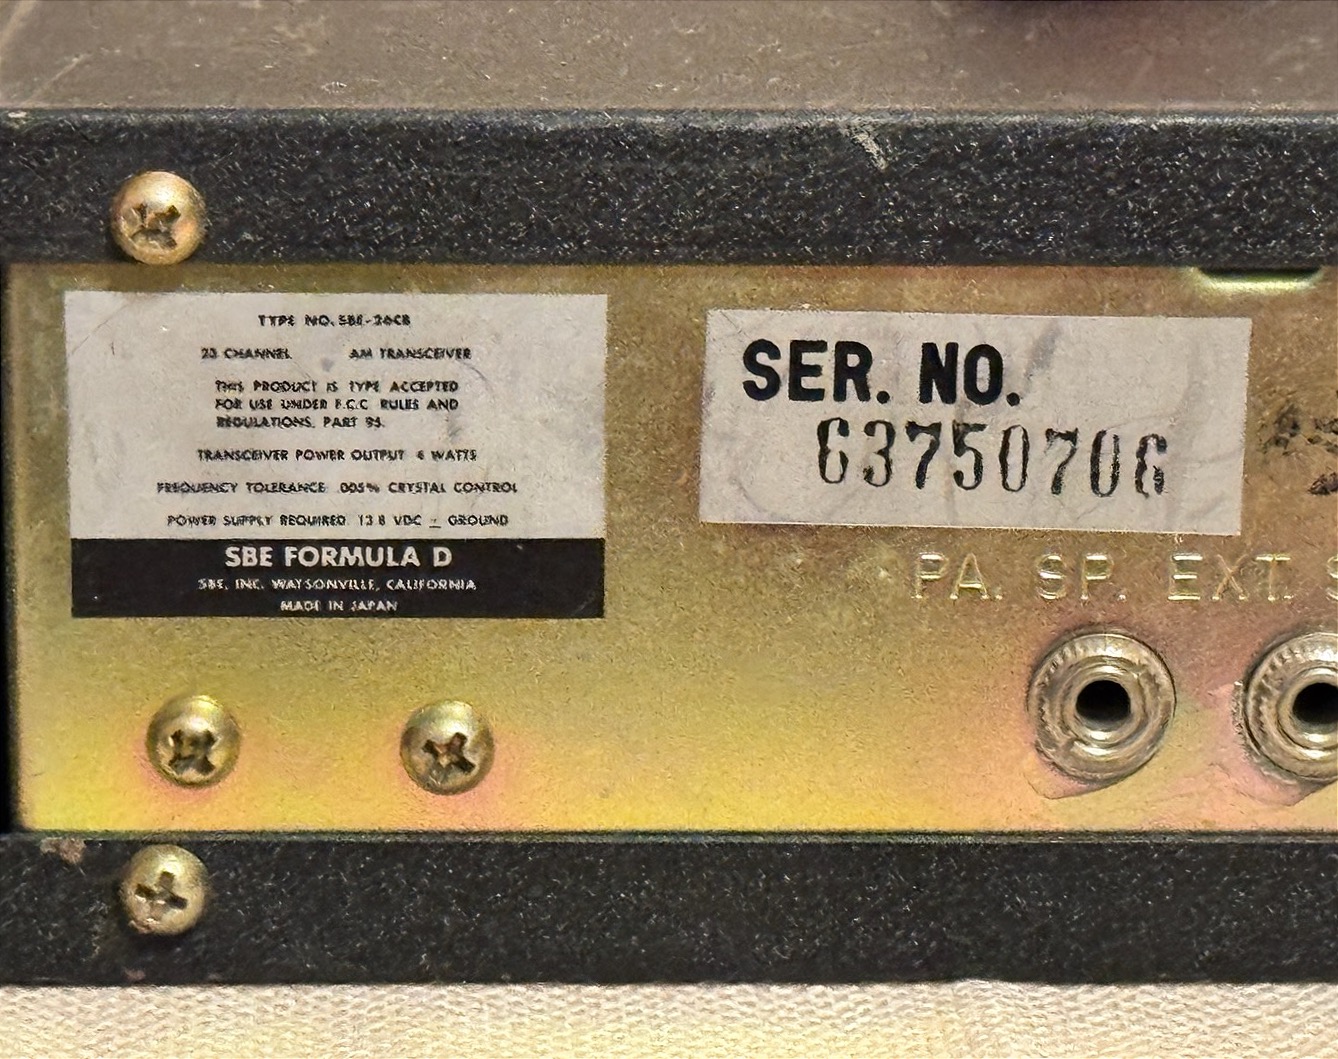 TYPE NO. SBE-26CB
23 CHANNEL AM TRANSCEIVER
THIS PRODUCT IS TYPE ACCEPTED
FOR USE UNDER F.C.C RULES AND
REGULATIONS, PART 95.
TRANSCEIVER POWER OUTPUT 4 WATTS
FREQUENCY TOLERANCE .005% CRYSTAL CONTROL
POWER SUPPLY REQUIRED 13.8 VDC - GROUND
SBE FORMULA D
SBE, INC. WATSONVILLE, CALIFORNIA
MADE IN JAPAN
SER. NO.
63750706
PA. SP. EXT.